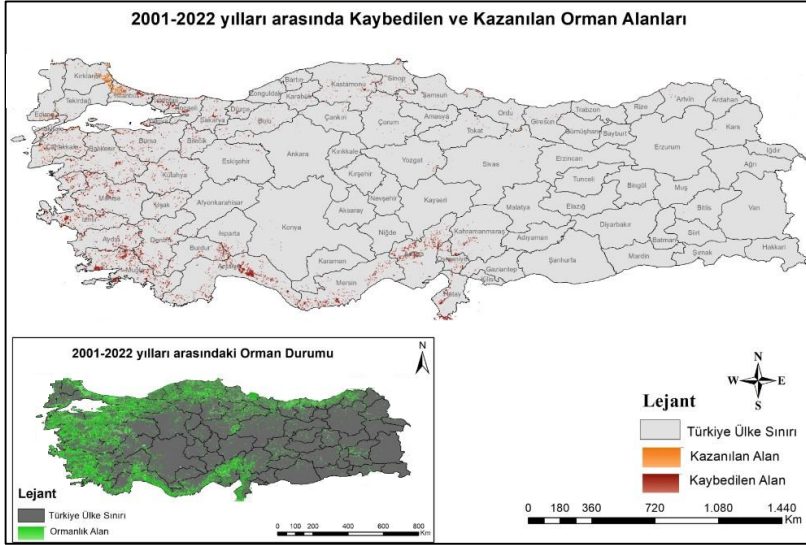 2001-2022 yılları arasında Kaybedilen ve Kazanılan Orman Alanları
Kırklareli
Tekirdağ
İstanbul
Edirne
Kocaeli
Sakarya
Düzce
Bolu
Zonguldak
Bartın
Karabük
Kastamonu
Sinop
Samsun
Ordu
Giresun
Trabzon
Rize
Artvin
Ardahan
Kars
Iğdır
Ağrı
Çanakkale
Balıkesir
Bursa
Bilecik
Eskişehir
Ankara
Çankırı
Çorum
Amasya
Tokat
Gümüşhane
Bayburt
Erzurum
Kütahya
Kırıkkale
Kırşehir
Yozgat
Sivas
Erzincan
Tunceli
Bingöl
Muş
Manisa
Uşak
Afyonkarahisar
İzmir
Aksaray
Nevşehir
Kayseri
Malatya
Elazığ
Bitlis
Van
Aydın
Denizli
Burdur
Isparta
Konya
Niğde
Kahramanmaraş
Adıyaman
Diyarbakır
Batman
Siirt
Hakkari
Muğla
Antalya
Karaman
Mersin
Osmaniye
Gaziantep
Kilis
Şanlıurfa
Mardin
Şırnak
Hatay
2001-2022 yılları arasındaki Orman Durumu
N
Lejant
Türkiye Ülke Sınırı
Ormanlık Alan
0 100 200 400 600 800
Km
N
W E
S
Lejant
Türkiye Ülke Sınırı
Kazanılan Alan
Kaybedilen Alan
0 180 360 720 1.080 1.440
Km